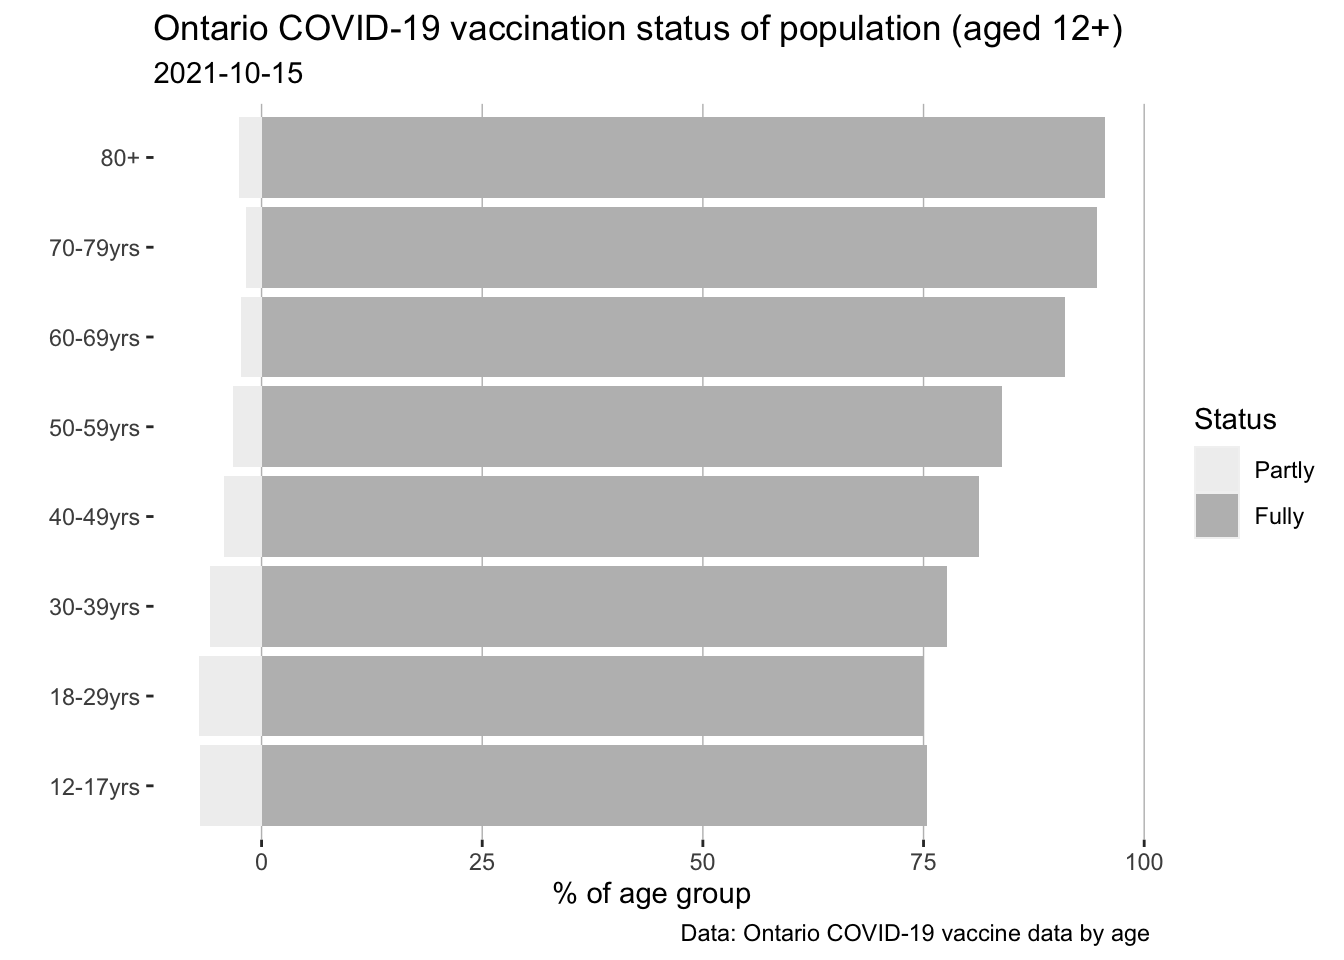 Ontario COVID-19 vaccination status of population (aged 12+)
2021-10-15
80+
70-79yrs
60-69yrs
50-59yrs
40-49yrs
30-39yrs
18-29yrs
12-17yrs
0 25 50 75 100
% of age group
Status
Partly
Fully
Data: Ontario COVID-19 vaccine data by age